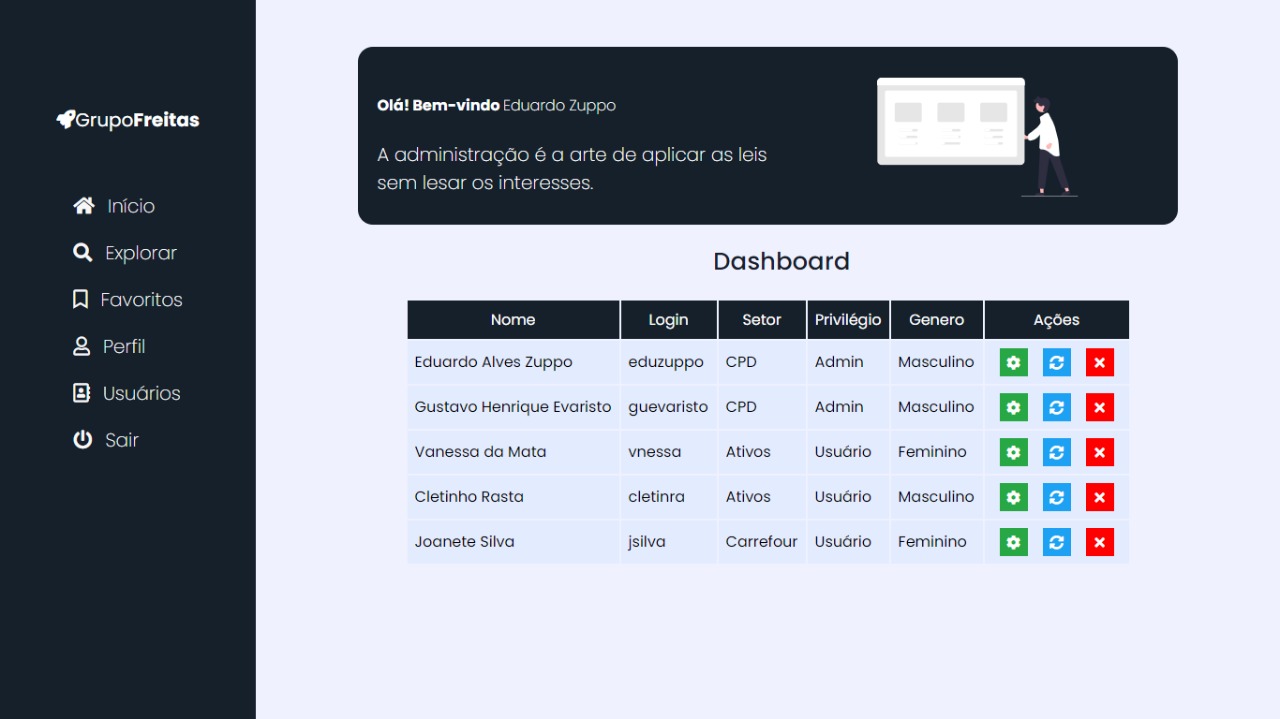 GrupoFreitas
Início
Explorar
Favoritos
Perfil
Usuários
Sair
Olá! Bem-vindo Eduardo Zuppo
A administração é a arte de aplicar as leis
sem lesar os interesses.
Dashboard
Nome Login Setor Privilégio Genero Ações
Eduardo Alves Zuppo eduzuppo CPD Admin Masculino
Gustavo Henrique Evaristo guevaristo CPD Admin Masculino
Vanessa da Mata vnessa Ativos Usuário Feminino
Cletinho Rasta cletinra Ativos Usuário Masculino
Joanete Silva jsilva Carrefour Usuário Feminino